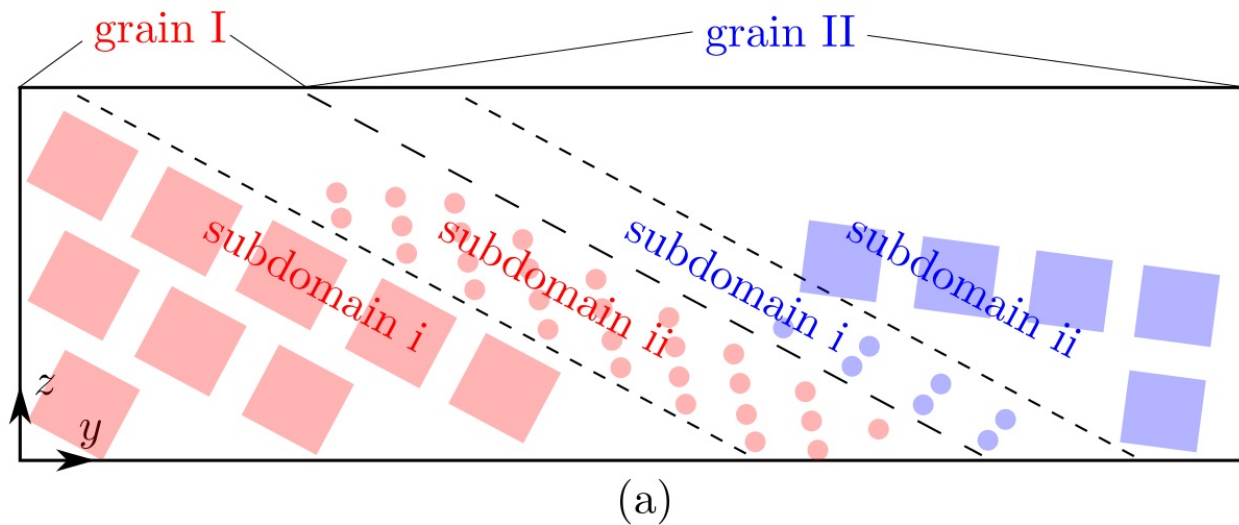 grain I
grain II
subdomain i
subdomain ii
subdomain i
subdomain ii
z
y
(a)